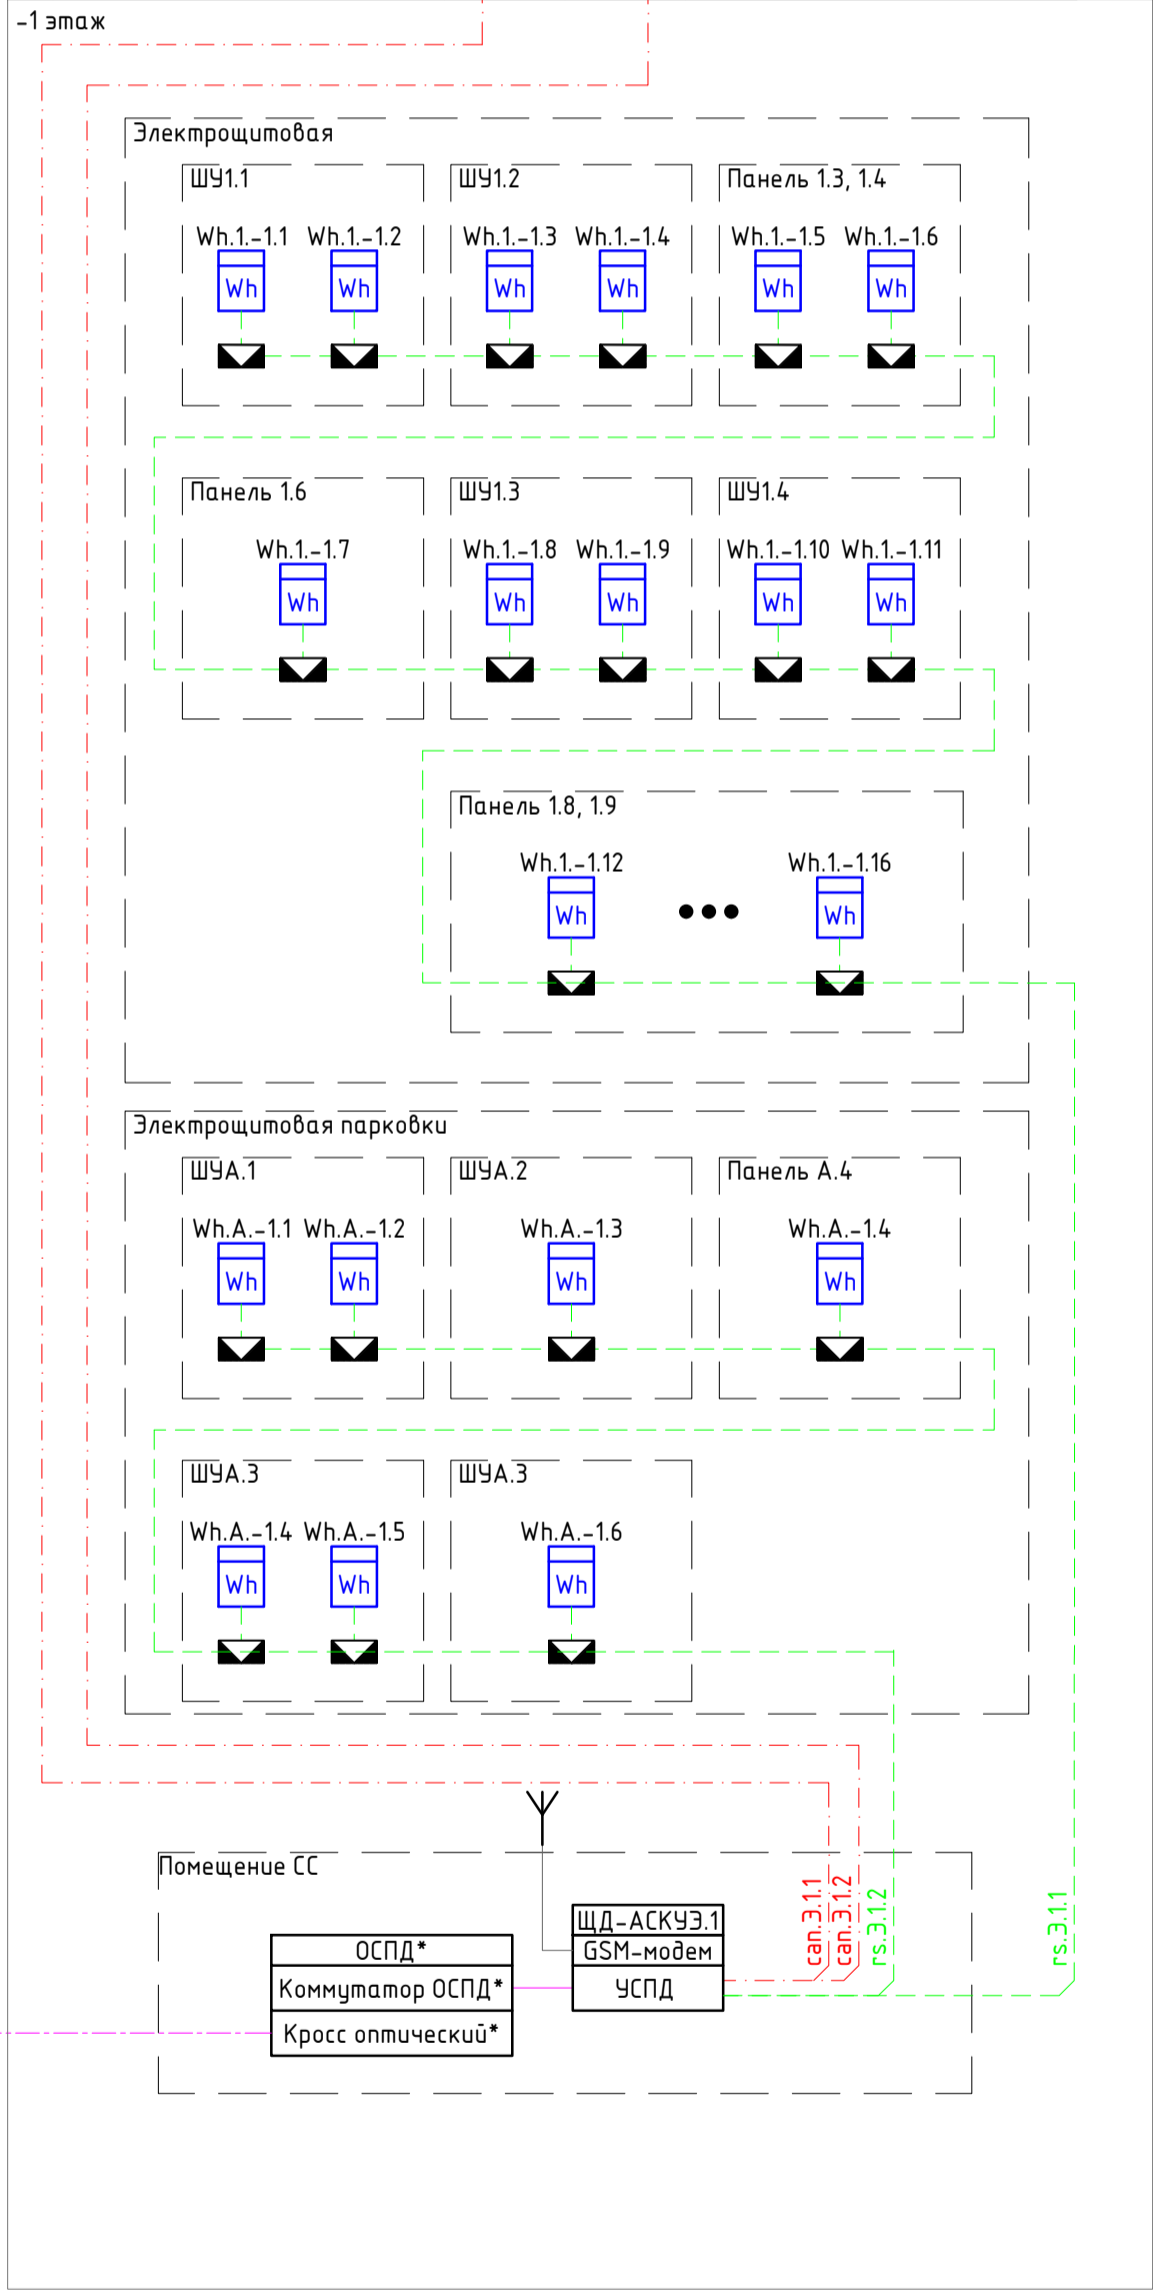 -1 этаж
Электрощитовая
ШУ1.1
ШУ1.2
Панель 1.3, 1.4
Wh.1.-1.1 Wh.1.-1.2
Wh.1.-1.3 Wh.1.-1.4
Wh.1.-1.5 Wh.1.-1.6
Wh Wh Wh Wh Wh Wh
Панель 1.6
ШУ1.3
ШУ1.4
Wh.1.-1.7
Wh.1.-1.8 Wh.1.-1.9
Wh.1.-1.10 Wh.1.-1.11
Wh Wh Wh Wh Wh
Панель 1.8, 1.9
Wh.1.-1.12 Wh.1.-1.16
Wh Wh
Электрощитовая парковки
ШУА.1
ШУА.2
Панель А.4
Wh.A.-1.1 Wh.A.-1.2
Wh.A.-1.3
Wh.A.-1.4
Wh Wh Wh Wh
ШУА.3
ШУА.3
Wh.A.-1.4 Wh.A.-1.5
Wh.A.-1.6
Wh Wh Wh
Помещение СС
ОСПД*
Коммутатор ОСПД*
Кросс оптический*
ЩД-АСКУЭ.1
GSM-модем
УСПД
can.Э.1.1
can.Э.1.2
rs.Э.1.2
rs.Э.1.1